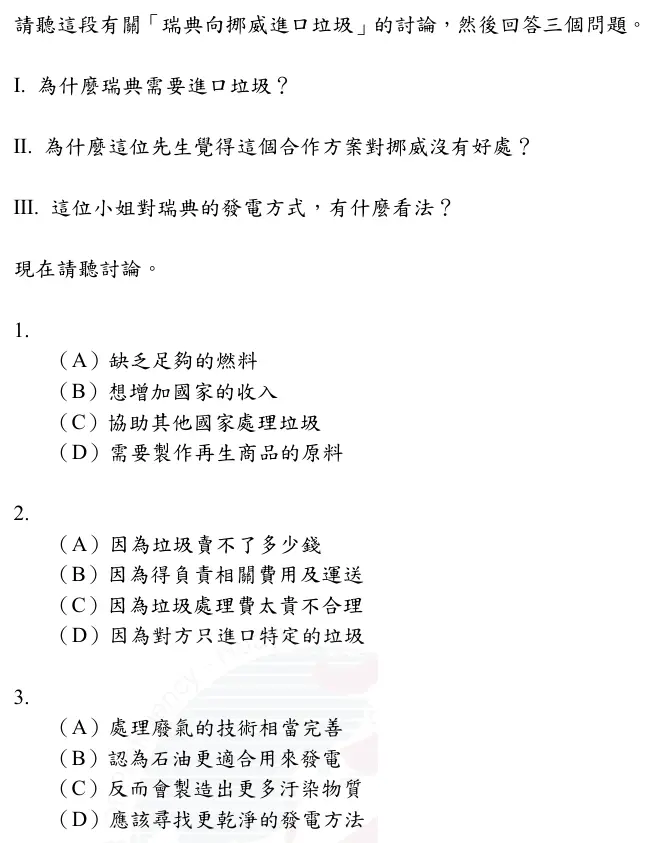 請聽這段有關「瑞典向挪威進口垃圾」的討論，然後回答三個問題。
I. 為什麼瑞典需要進口垃圾？
II. 為什麼這位先生覺得這個合作方案對挪威沒有好處？
III. 這位小姐對瑞典的發電方式，有什麼看法？
現在請聽討論。
1.
（A）缺乏足夠的燃料
（B）想增加國家的收入
（C）協助其他國家處理垃圾
（D）需要製作再生商品的原料
2.
（A）因為垃圾賣不了多少錢
（B）因為得負責相關費用及運送
（C）因為垃圾處理費太貴不合理
（D）因為對方只進口特定的垃圾
3.
（A）處理廢氣的技術相當完善
（B）認為石油更適合用來發電
（C）反而會製造出更多汙染物質
（D）應該尋找更乾淨的發電方法